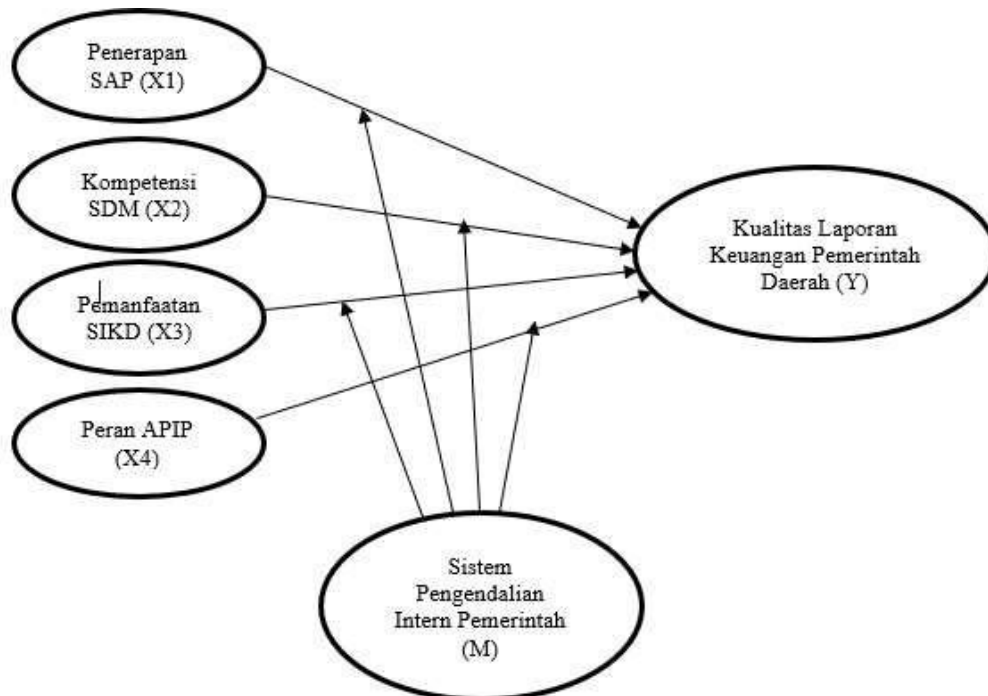 Penerapan
SAP (X1)
Kompetensi
SDM (X2)
Pemanfaatan
SIKD (X3)
Peran APIP
(X4)
Kualitas Laporan
Keuangan Pemerintah
Daerah (Y)
Sistem
Pengendalian
Intern Pemerintah
(M)